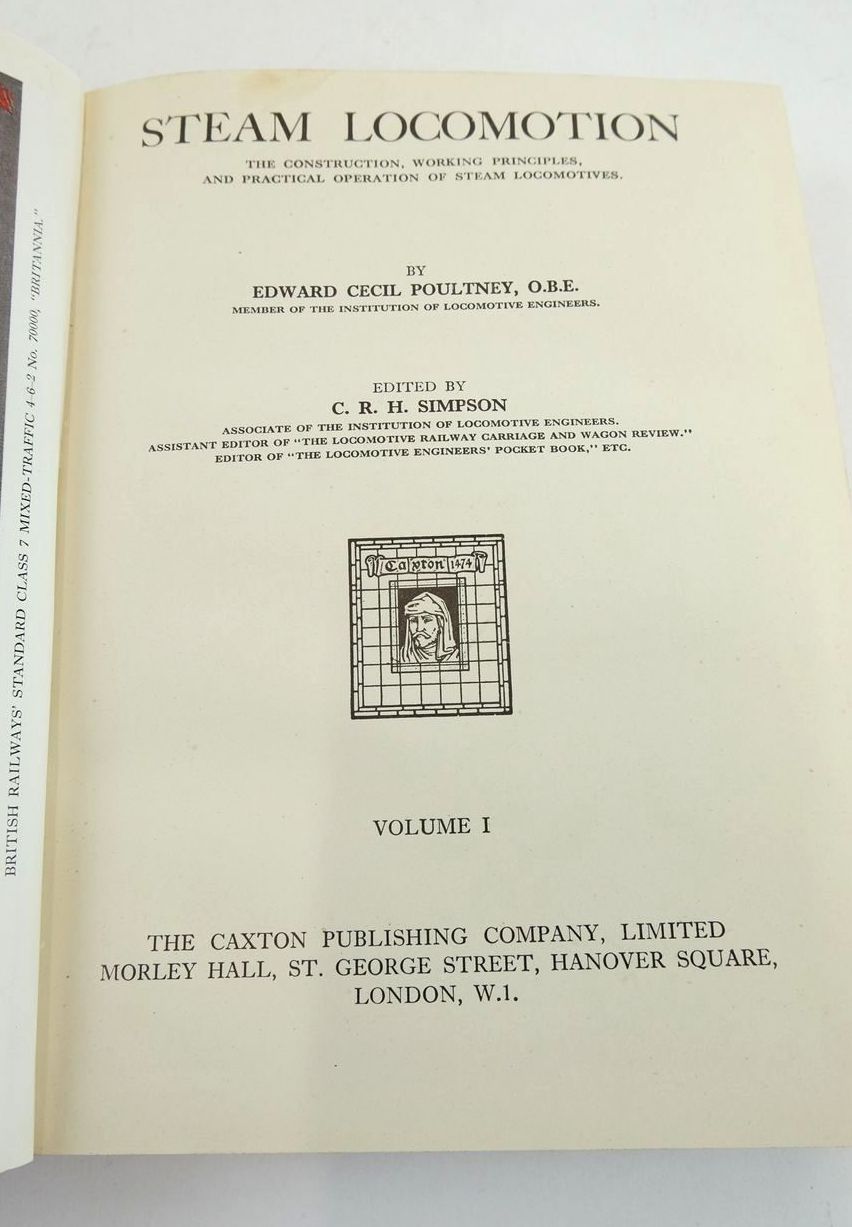 STEAM LOCOMOTION
THE CONSTRUCTION, WORKING PRINCIPLES,
AND PRACTICAL OPERATION OF STEAM LOCOMOTIVES.
BY
EDWARD CECIL POULTNEY, O.B.E.
MEMBER OF THE INSTITUTION OF LOCOMOTIVE ENGINEERS.
EDITED BY
C. R. H. SIMPSON
ASSOCIATE OF THE INSTITUTION OF LOCOMOTIVE ENGINEERS.
ASSISTANT EDITOR OF "THE LOCOMOTIVE RAILWAY CARRIAGE AND WAGON REVIEW."
EDITOR OF "THE LOCOMOTIVE ENGINEERS' POCKET BOOK," ETC.
Caxton 1474
VOLUME I
THE CAXTON PUBLISHING COMPANY, LIMITED
MORLEY HALL, ST. GEORGE STREET, HANOVER SQUARE,
LONDON, W.1.
BRITISH RAILWAYS' STANDARD CLASS 7 MIXED-TRAFFIC 4-6-2 No. 70000, "BRITANNIA."